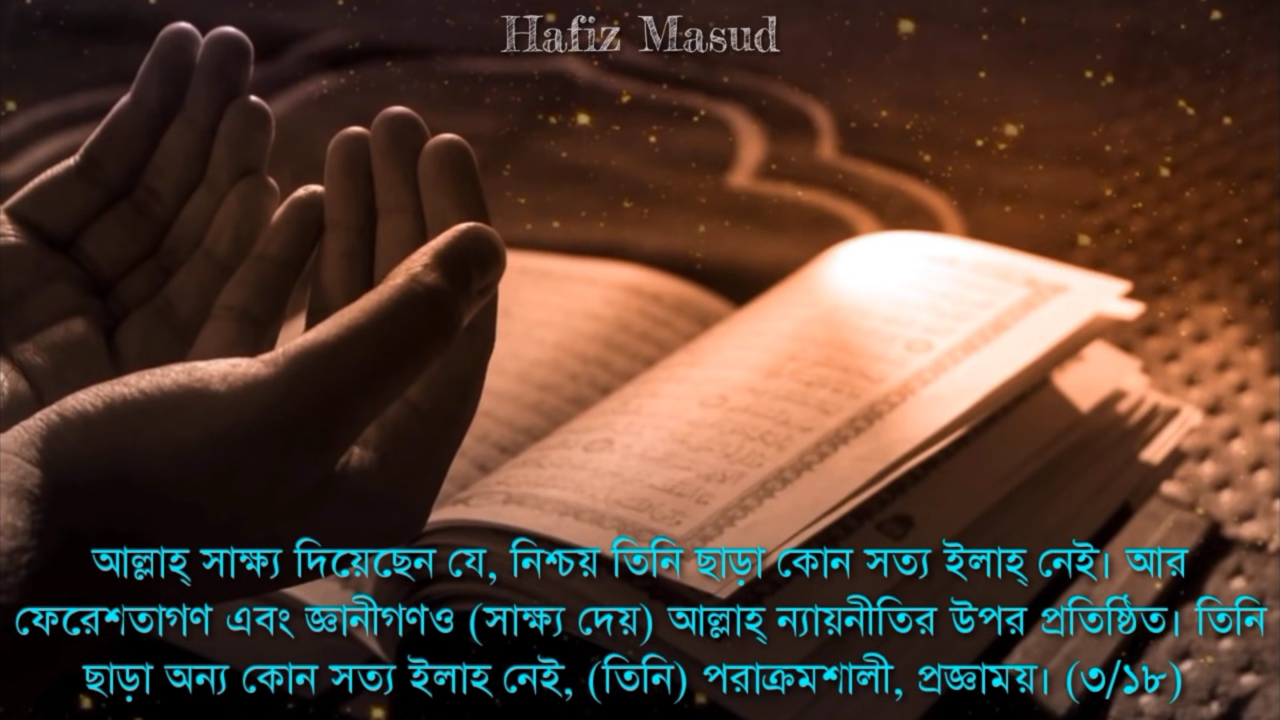 Hafiz Masud
আল্লাহ্ সাক্ষ্য দিয়েছেন যে, নিশ্চয় তিনি ছাড়া কোন সত্য ইলাহ্ নেই। আর
ফেরেশতাগণ এবং জ্ঞানীগণও (সাক্ষ্য দেয়) আল্লাহ্ ন্যায়নীতির উপর প্রতিষ্ঠিত। তিনি
ছাড়া অন্য কোন সত্য ইলাহ নেই, (তিনি) পরাক্রমশালী, প্রজ্ঞাময়। (৩/১৮)